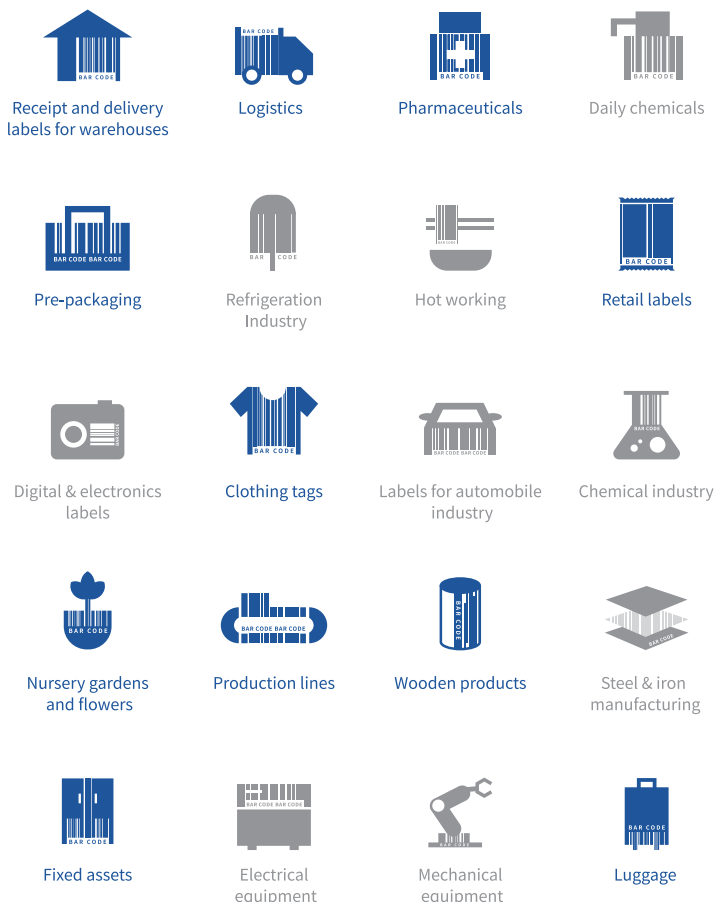 BAR CODE
BAR CODE
BAR CODE
BAR CODE
Receipt and delivery
labels for warehouses
Logistics
Pharmaceuticals
Daily chemicals
BAR CODE BAR CODE
BAR CODE
BAR CODE
BAR CODE
Pre-packaging
Refrigeration
Industry
Hot working
Retail labels
BAR CODE
BAR CODE
BAR CODE BAR CODE
BAR CODE
Digital & electronics
labels
Clothing tags
Labels for automobile
industry
Chemical industry
BAR CODE
BAR CODE BAR CODE
BAR CODE
BAR CODE
Nursery gardens
and flowers
Production lines
Wooden products
Steel & iron
manufacturing
BAR CODE
BAR CODE BAR CODE
BAR CODE
BAR CODE
Fixed assets
Electrical
equipment
Mechanical
equipment
Luggage